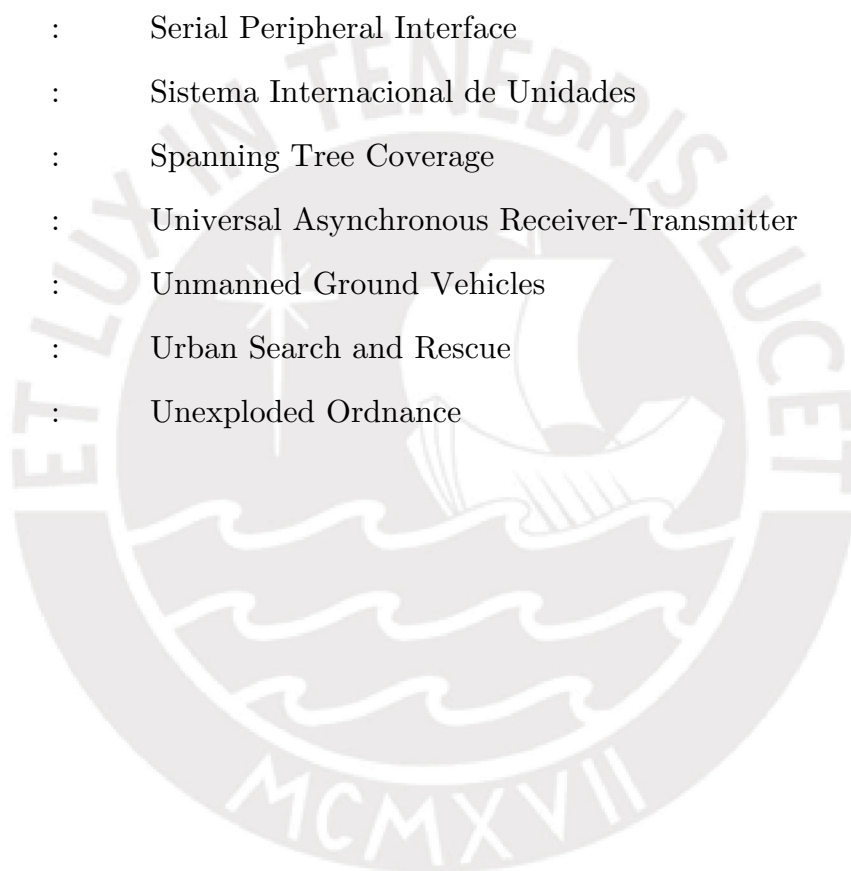 : Serial Peripheral Interface
: Sistema Internacional de Unidades
: Spanning Tree Coverage
: Universal Asynchronous Receiver-Transmitter
: Unmanned Ground Vehicles
: Urban Search and Rescue
: Unexploded Ordnance
ET LUX IN TENEBRIS LUCET
MCMXVII